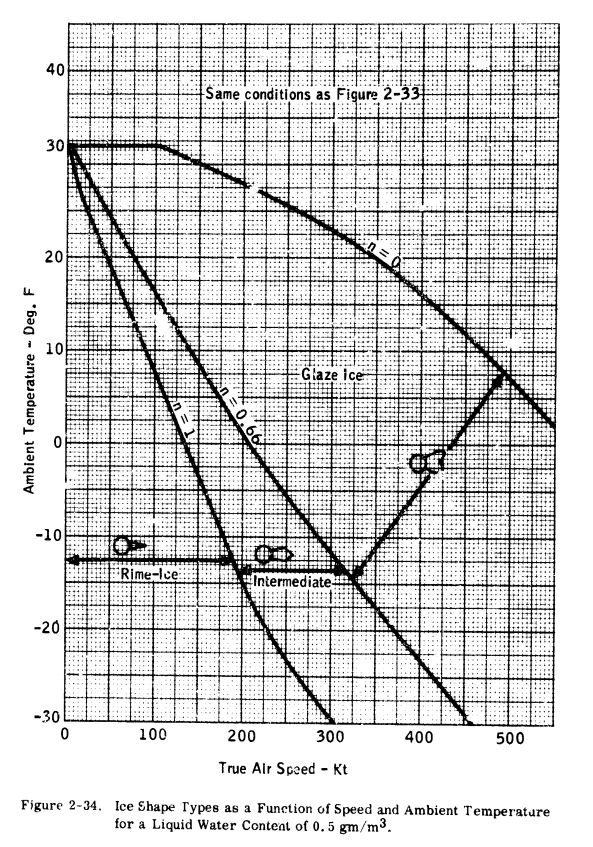 40
Same conditions as Figure 2-33
30
n = 0
20
Ambient Temperature - Deg. F
10
Glaze ice
n = 1
n = 0.66
0
-10
Rime-Ice
Intermediate
-20
-30
0 100 200 300 400 500
True Air Speed - Kt
Figure 2-34. Ice Shape Types as a Function of Speed and Ambient Temperature
for a Liquid Water Content of 0.5 gm/m³.